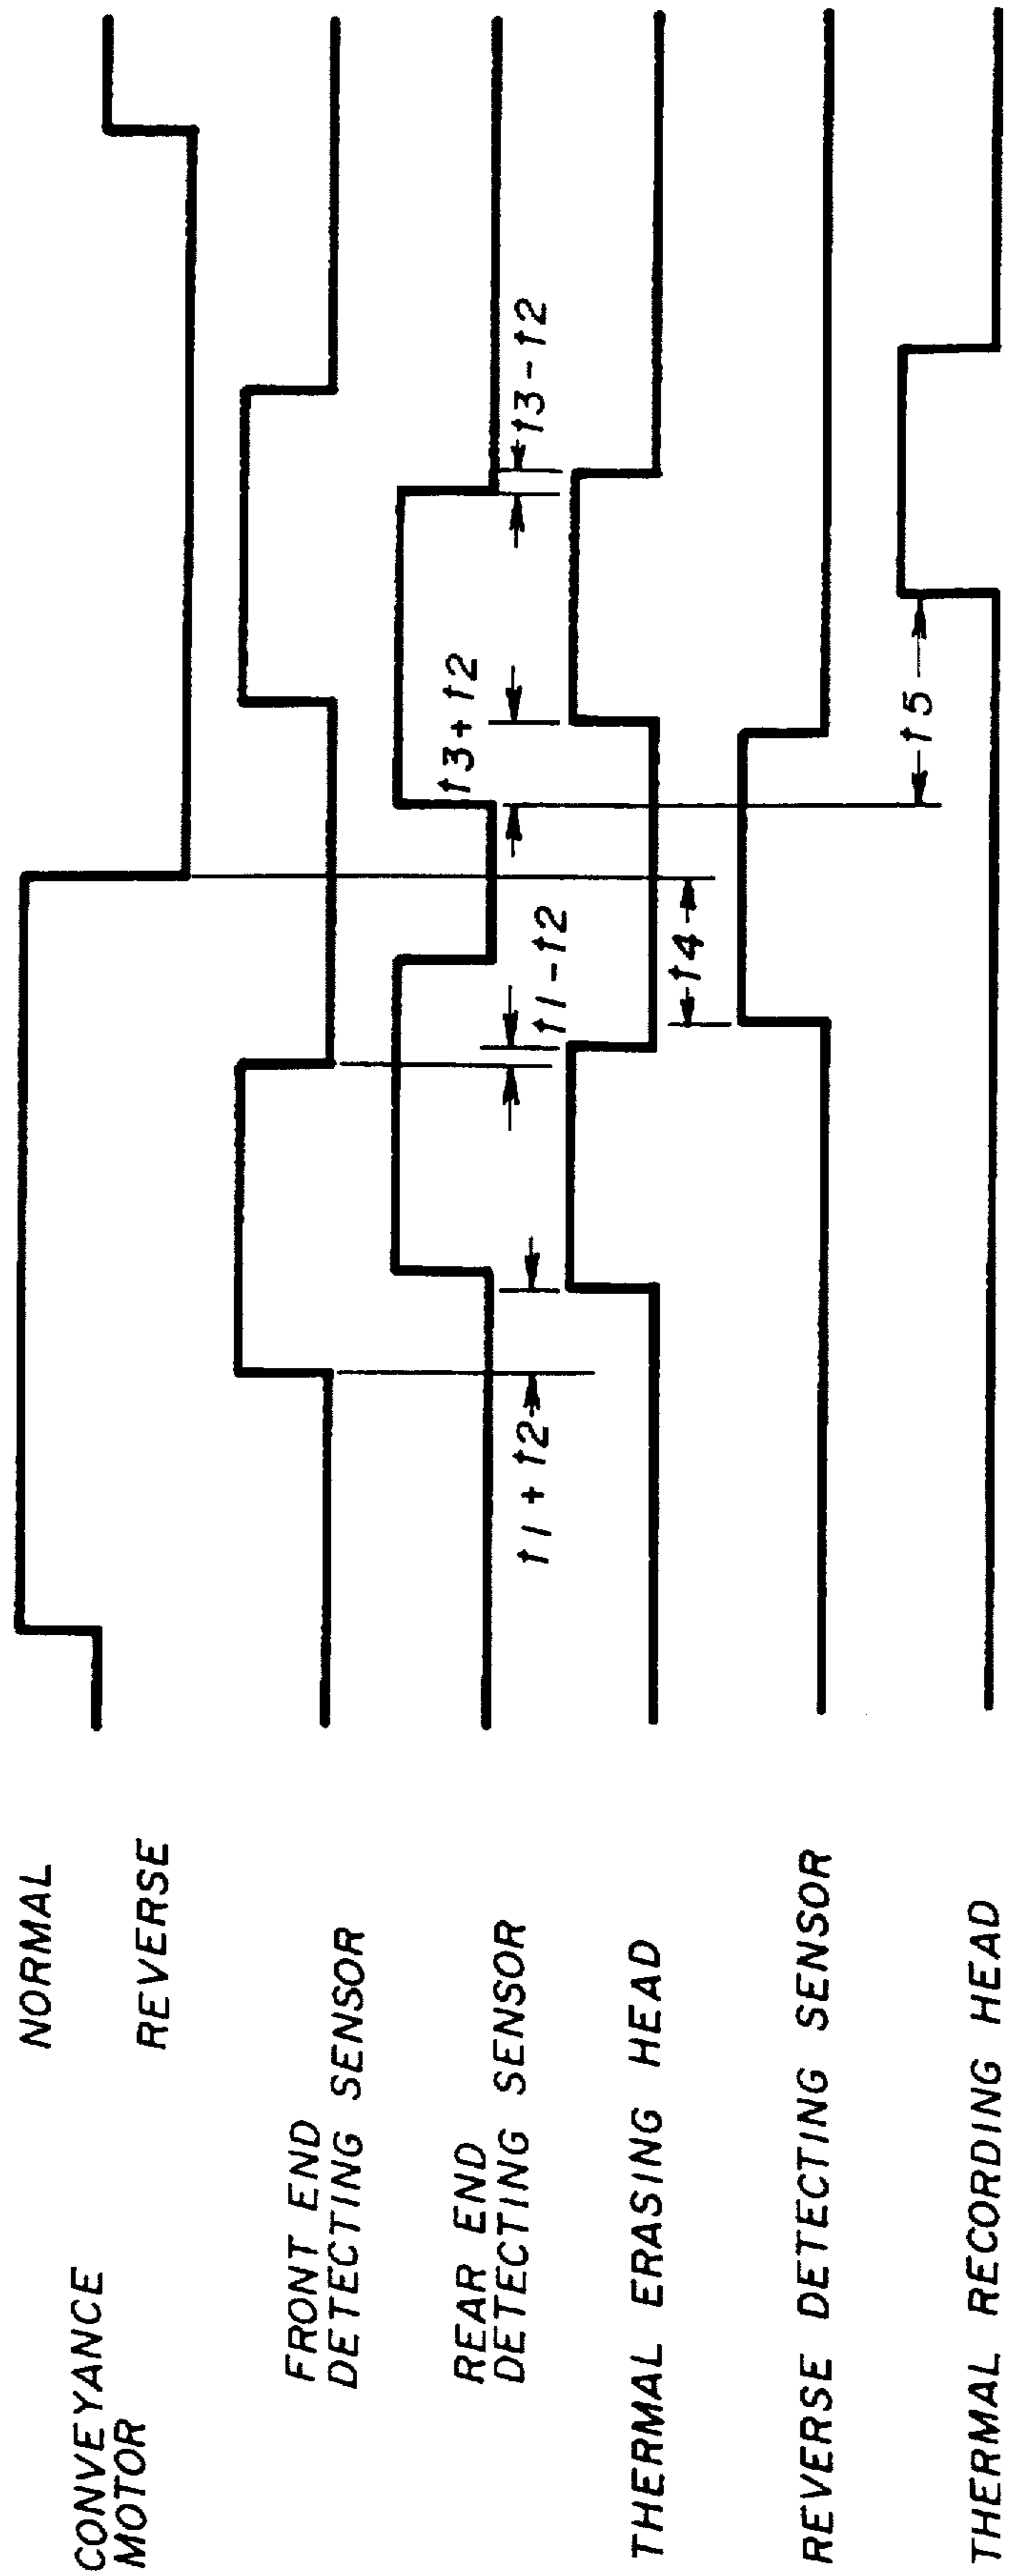 CONVEYANCE
MOTOR
NORMAL
REVERSE
FRONT END
DETECTING SENSOR
REAR END
DETECTING SENSOR
THERMAL ERASING HEAD
REVERSE DETECTING SENSOR
THERMAL RECORDING HEAD
t1+t2
t1-t2
t3+t2
t3-t2
t4
t5